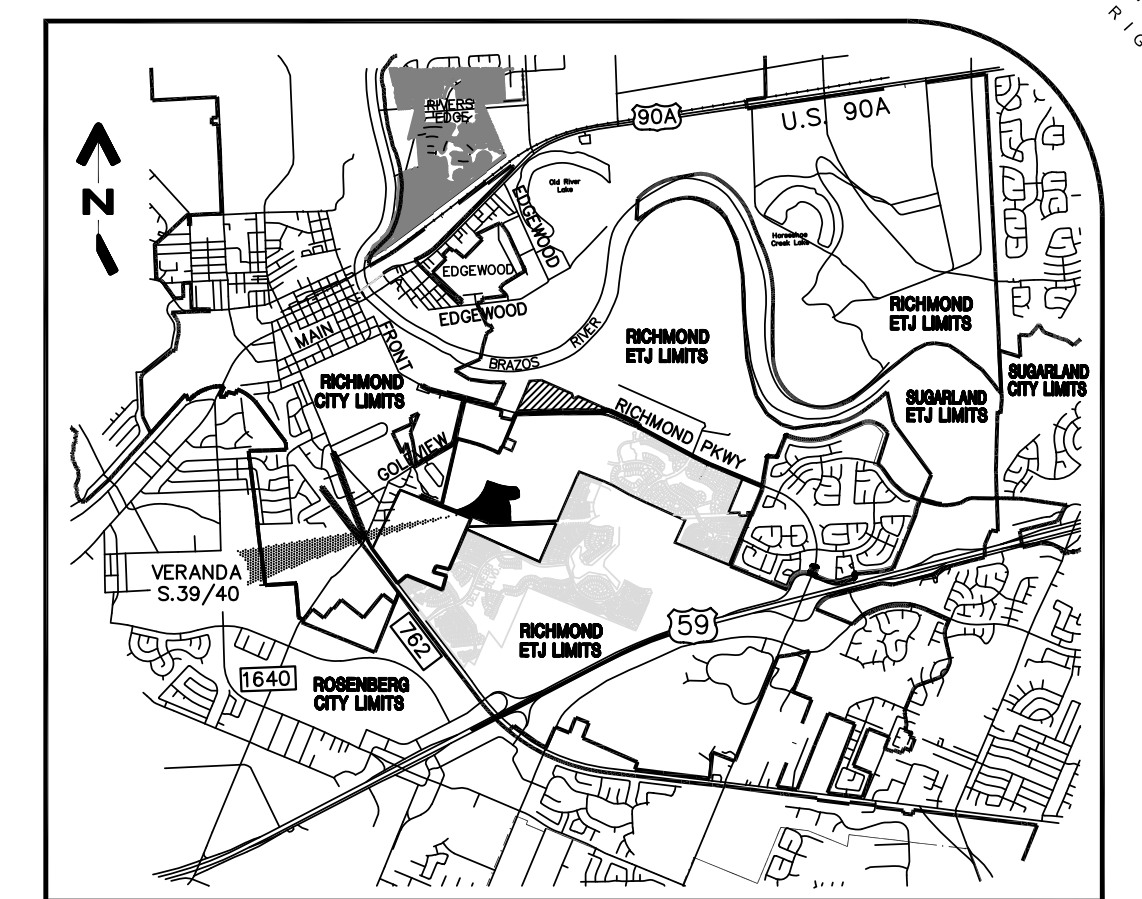 R I G
RIVERS
EDGE
90A
U.S. 90A
N
Old River
Lake
EDGEWOOD
Horseshoe
Creek Lake
EDGEWOOD
EDGEWOOD
RICHMOND
ETJ LIMITS
MAIN
FRONT
RIVER
RICHMOND
ETJ LIMITS
BRAZOS
SUGARLAND
CITY LIMITS
RICHMOND
CITY LIMITS
SUGARLAND
ETJ LIMITS
RICHMOND PKWY
GOLFVIEW
VERANDA
S.39/40
762
59
RICHMOND
ETJ LIMITS
1640
ROSENBERG
CITY LIMITS